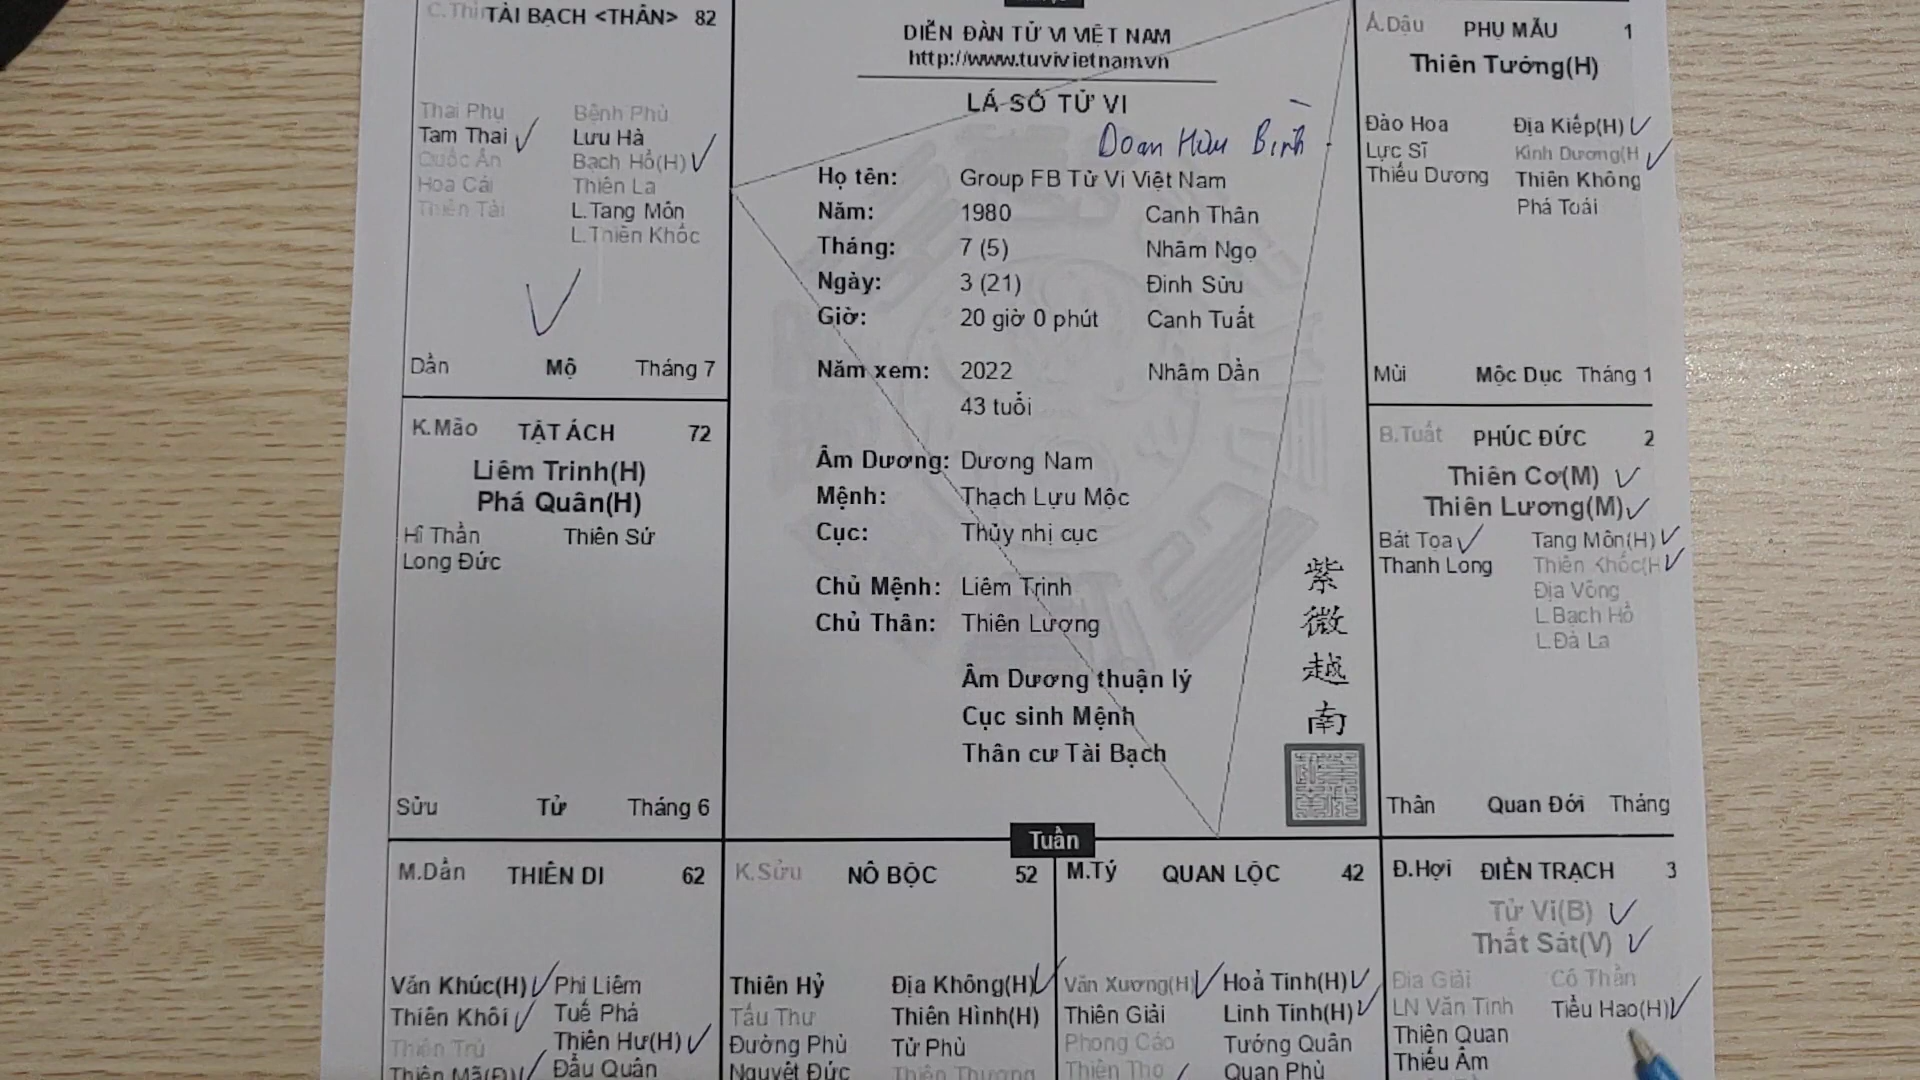 TÀI BẠCH <THÂN> 82
Thai Phụ Bệnh Phù
Tam Thai Lưu Hà
Quốc Ấn Bạch Hổ(H)
Hoa Cái Thiên La
Thiên Tài L.Tang Môn
L.Thiên Khốc
Dần Mộ Tháng 7
K.Mão TẬT ÁCH 72
Liêm Trinh(H)
Phá Quân(H)
Hỉ Thần Thiên Sứ
Long Đức
Sửu Tử Tháng 6
M.Dần THIÊN DI 62
Văn Khúc(H) Phi Liêm
Thiên Khôi Tuế Phá
Thiên Trù Thiên Hư(H)
Thiên Mã(Đ) Đẩu Quân
DIỄN ĐÀN TỬ VI VIỆT NAM
http://www.tuvivietnam.vn
LÁ SỐ TỬ VI
Doan Hữu Bình
Họ tên: Group FB Tử Vi Việt Nam
Năm: 1980 Canh Thân
Tháng: 7 (5) Nhâm Ngọ
Ngày: 3 (21) Đinh Sửu
Giờ: 20 giờ 0 phút Canh Tuất
Năm xem: 2022 Nhâm Dần
43 tuổi
Âm Dương: Dương Nam
Mệnh: Thạch Lựu Mộc
Cục: Thủy nhị cục
Chủ Mệnh: Liêm Trinh
Chủ Thân: Thiên Lương
Âm Dương thuận lý
Cục sinh Mệnh
Thân cư Tài Bạch
紫
微
越
南
Tuần
K.Sửu NÔ BỘC 52
Thiên Hỷ Địa Không(H)
Tấu Thư Thiên Hình(H)
Đường Phù Tử Phù
Nguyệt Đức Thiên Thương
M.Tý QUAN LỘC 42
Văn Xương(H) Hoả Tinh(H)
Thiên Giải Linh Tinh(H)
Phong Cáo Tướng Quân
Thiên Thọ Quan Phù
Ất.Dậu PHỤ MẪU 1
Thiên Tướng(H)
Đào Hoa Địa Kiếp(H)
Lực Sĩ Kình Dương(H
Thiếu Dương Thiên Không
Phá Toái
Mùi Mộc Dục Tháng 1
B.Tuất PHÚC ĐỨC 2
Thiên Cơ(M)
Thiên Lương(M)
Bát Tọa Tang Môn(H)
Thanh Long Thiên Khốc(H
Địa Võng
L.Bạch Hổ
L.Đà La
Thân Quan Đới Tháng
Đ.Hợi ĐIỀN TRẠCH 3
Tử Vi(B)
Thất Sát(V)
Địa Giải Cô Thần
LN Văn Tinh Tiểu Hao(H)
Thiên Quan
Thiếu Âm